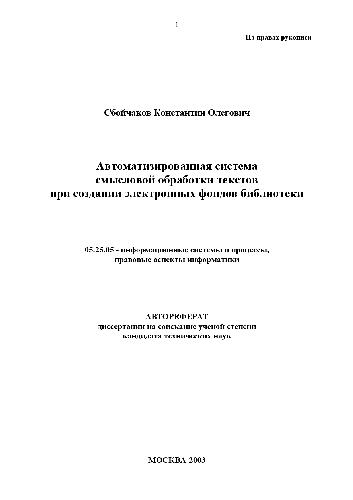 1
На правах рукописи
Сбойчаков Константин Олегович
Автоматизированная система
смысловой обработки текстов
при создании электронных фондов библиотеки
05.25.05 - информационные системы и процессы,
правовые аспекты информатики
АВТОРЕФЕРАТ
диссертации на соискание ученой степени
кандидата технических наук
МОСКВА 2003